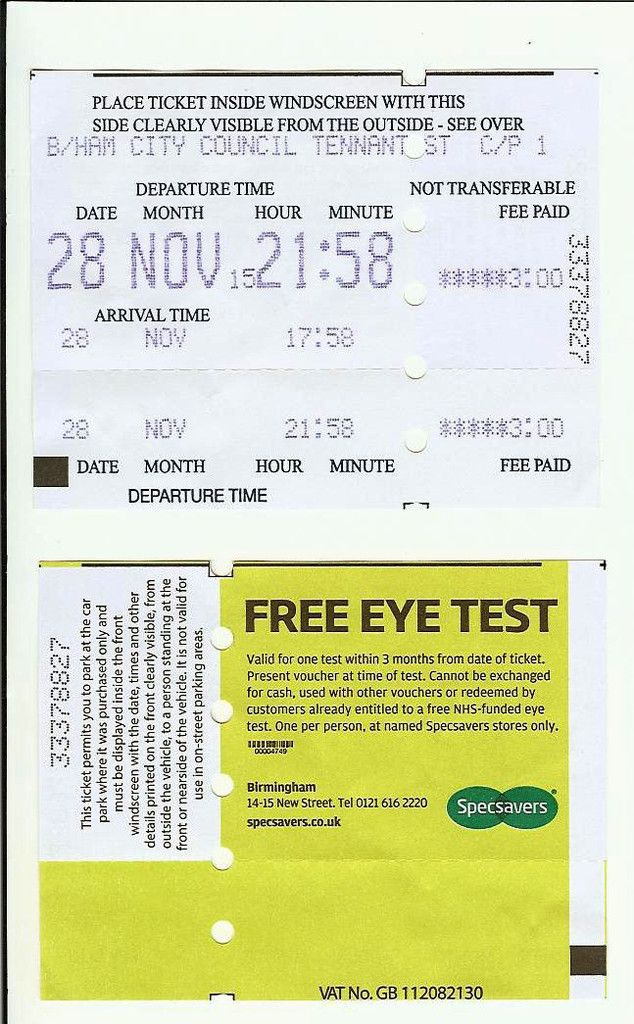 PLACE TICKET INSIDE WINDSCREEN WITH THIS
SIDE CLEARLY VISIBLE FROM THE OUTSIDE - SEE OVER
B/HAM CITY COUNCIL TENNANT ST C/P 1
DEPARTURE TIME NOT TRANSFERABLE
DATE MONTH HOUR MINUTE FEE PAID
28 NOV 15 21:58 *****3:00
33378827
ARRIVAL TIME
28 NOV 17:58
28 NOV 21:58 *****3:00
DATE MONTH HOUR MINUTE FEE PAID
DEPARTURE TIME
33378827
This ticket permits you to park at the car
park where it was purchased only and
must be displayed inside the front
windscreen with the date, times and other
details printed on the front clearly visible, from
outside the vehicle, to a person standing at the
front or nearside of the vehicle. It is not valid for
use in on-street parking areas.
FREE EYE TEST
Valid for one test within 3 months from date of ticket.
Present voucher at time of test. Cannot be exchanged
for cash, used with other vouchers or redeemed by
customers already entitled to a free NHS-funded eye
test. One per person, at named Specsavers stores only.
00004749
Birmingham
14-15 New Street. Tel 0121 616 2220
specsavers.co.uk
Specsavers®
VAT No. GB 112082130